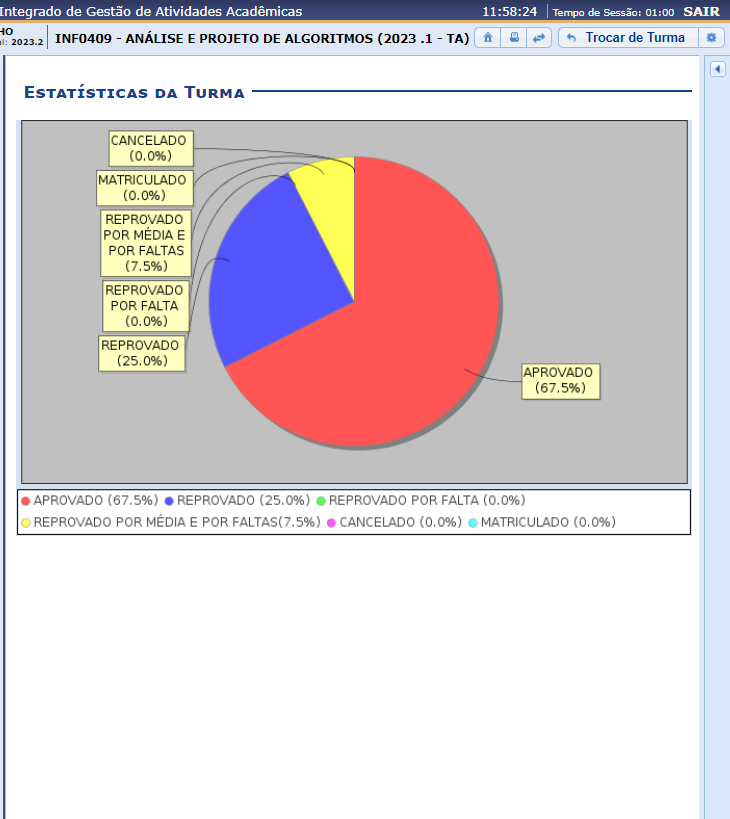 Integrado de Gestão de Atividades Acadêmicas 11:58:24 Tempo de Sessão: 01:00 SAIR
HO
el: 2023.2 INF0409 - ANÁLISE E PROJETO DE ALGORITMOS (2023 .1 - TA) Trocar de Turma
Estatísticas da Turma
CANCELADO
(0.0%)
MATRICULADO
(0.0%)
REPROVADO
POR MÉDIA E
POR FALTAS
(7.5%)
REPROVADO
POR FALTA
(0.0%)
REPROVADO
(25.0%)
APROVADO
(67.5%)
APROVADO (67.5%) REPROVADO (25.0%) REPROVADO POR FALTA (0.0%)
REPROVADO POR MÉDIA E POR FALTAS(7.5%) CANCELADO (0.0%) MATRICULADO (0.0%)